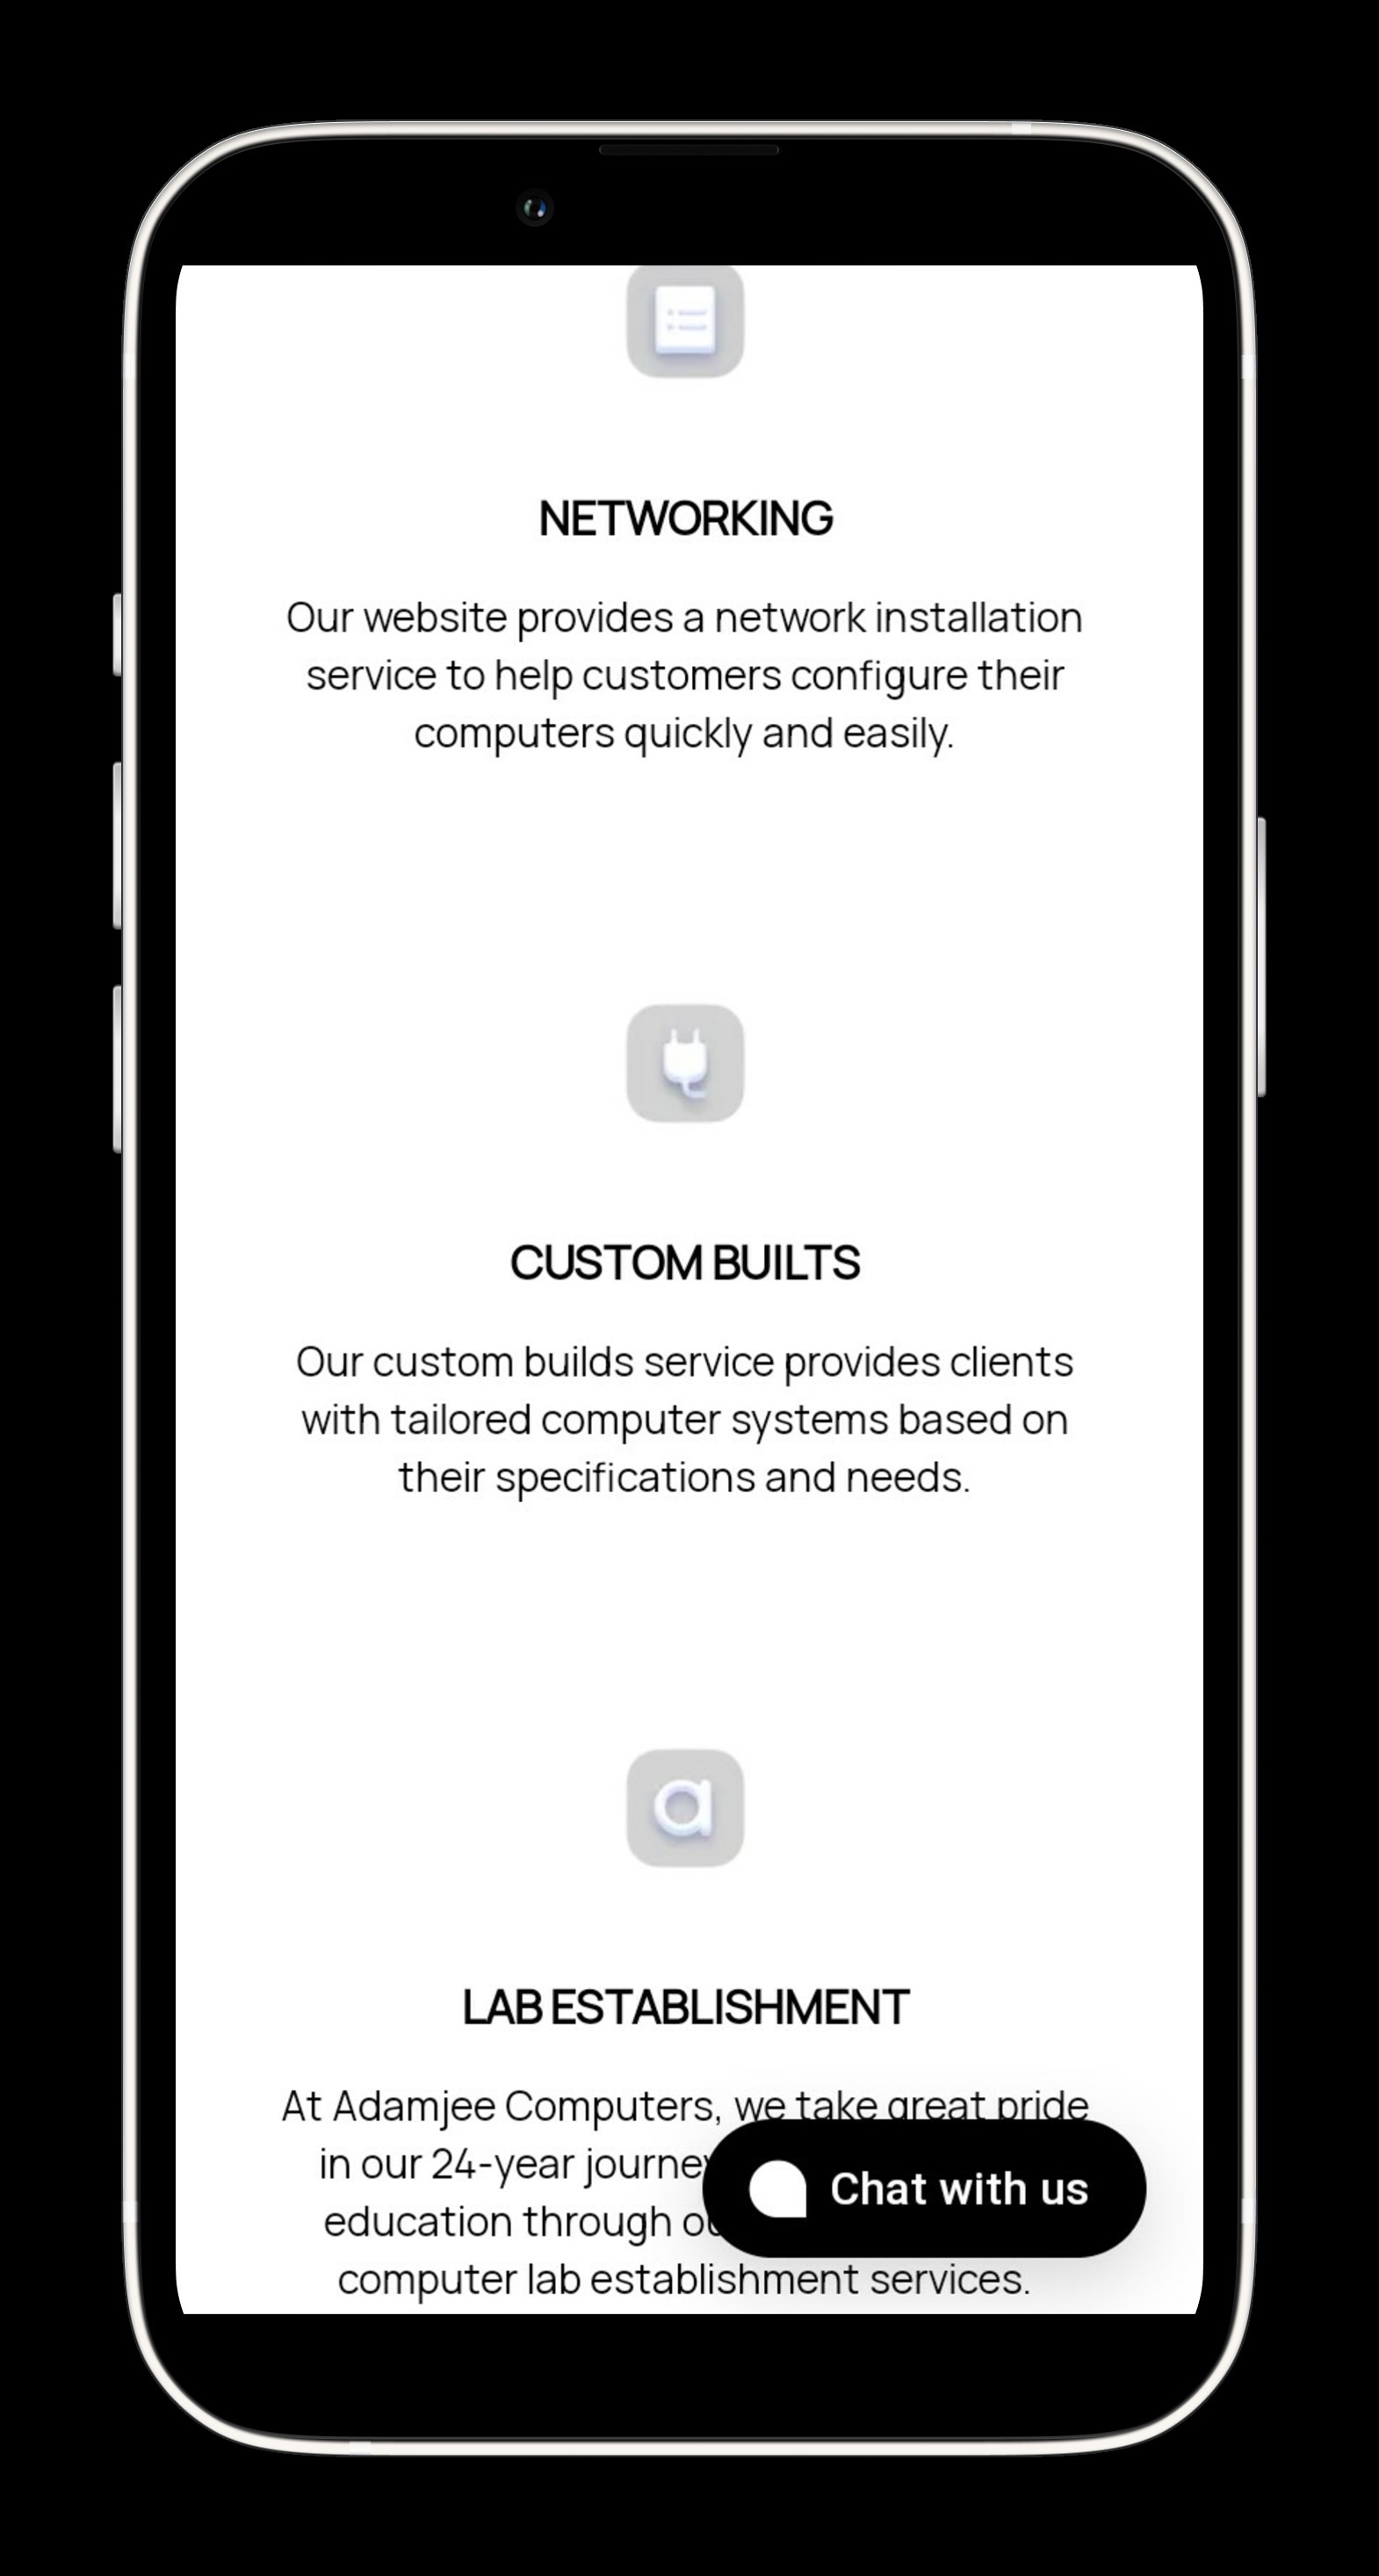 NETWORKING
Our website provides a network installation
service to help customers configure their
computers quickly and easily.
CUSTOM BUILTS
Our custom builds service provides clients
with tailored computer systems based on
their specifications and needs.
a
LAB ESTABLISHMENT
At Adamjee Computers, we take great pride
in our 24-year journey
education through
computer lab establishment services.
Chat with us